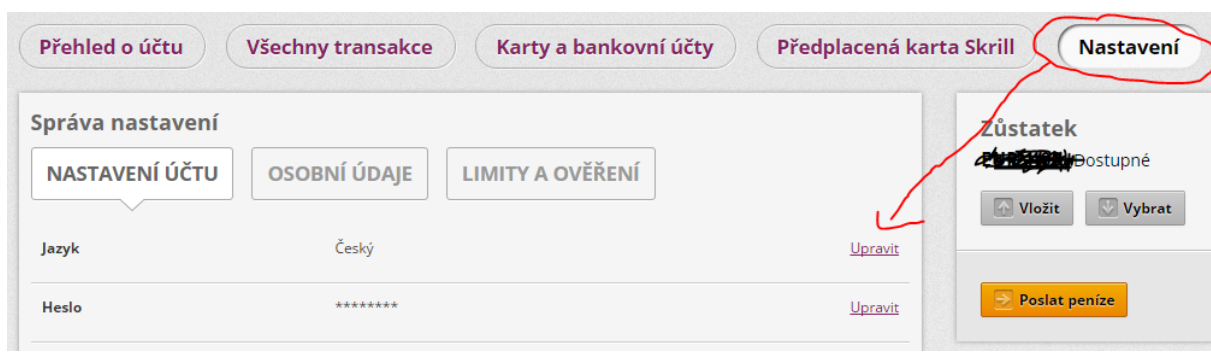 Přehled o účtu
Všechny transakce
Karty a bankovní účty
Předplacená karta Skrill
Nastavení
Správa nastavení
NASTAVENÍ ÚČTU
OSOBNÍ ÚDAJE
LIMITY A OVĚŘENÍ
Jazyk Český Upravit
Heslo ******** Upravit
Zůstatek
Dostupné
Vložit
Vybrat
Poslat peníze